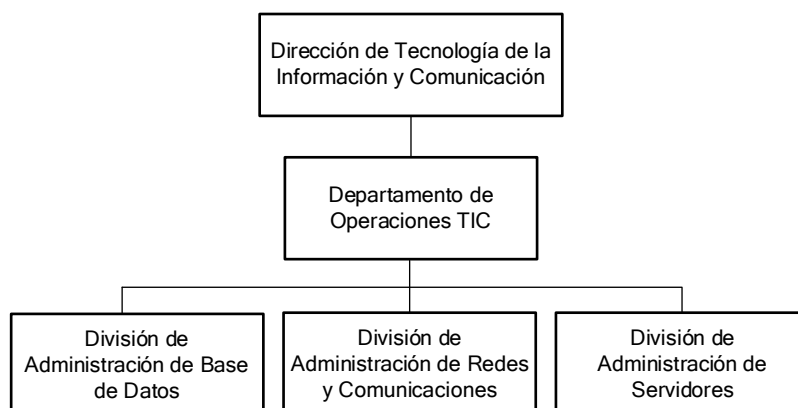 Dirección de Tecnología de la
Información y Comunicación
Departamento de
Operaciones TIC
División de
Administración de Base
de Datos
División de
Administración de Redes
y Comunicaciones
División de
Administración de
Servidores